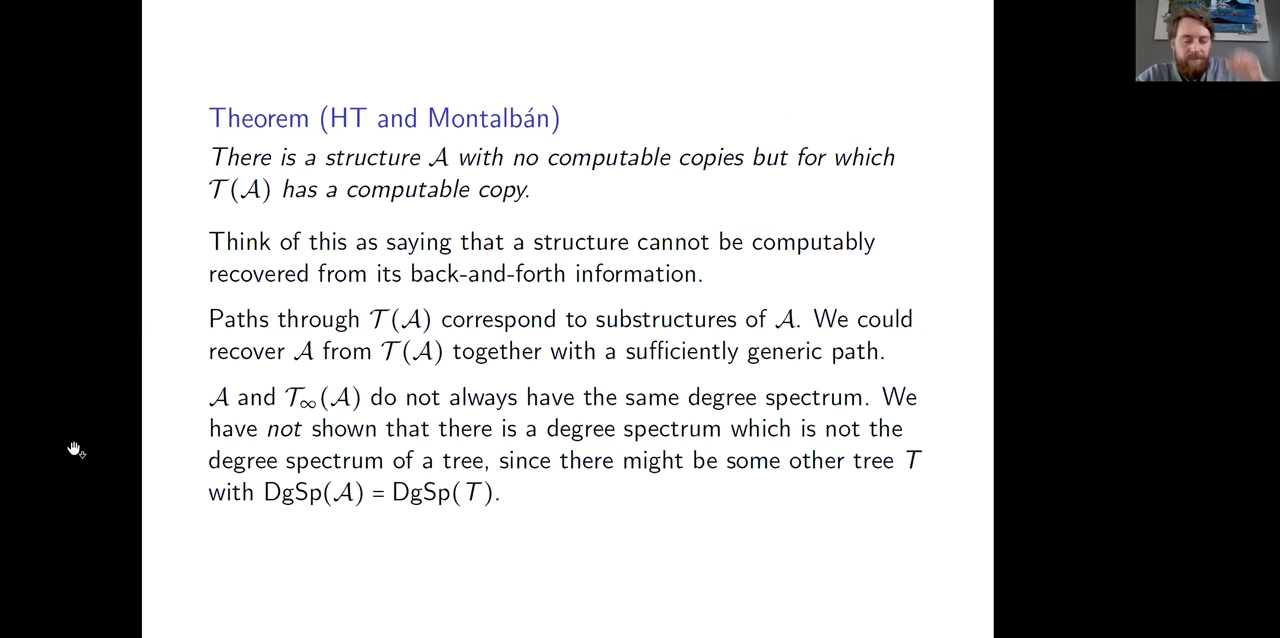 Theorem (HT and Montalbán)
There is a structure 𝒜 with no computable copies but for which
𝒯(𝒜) has a computable copy.
Think of this as saying that a structure cannot be computably
recovered from its back-and-forth information.
Paths through 𝒯(𝒜) correspond to substructures of 𝒜. We could
recover 𝒜 from 𝒯(𝒜) together with a sufficiently generic path.
𝒜 and 𝒯∞(𝒜) do not always have the same degree spectrum. We
have not shown that there is a degree spectrum which is not the
degree spectrum of a tree, since there might be some other tree T
with DgSp(𝒜) = DgSp(T).